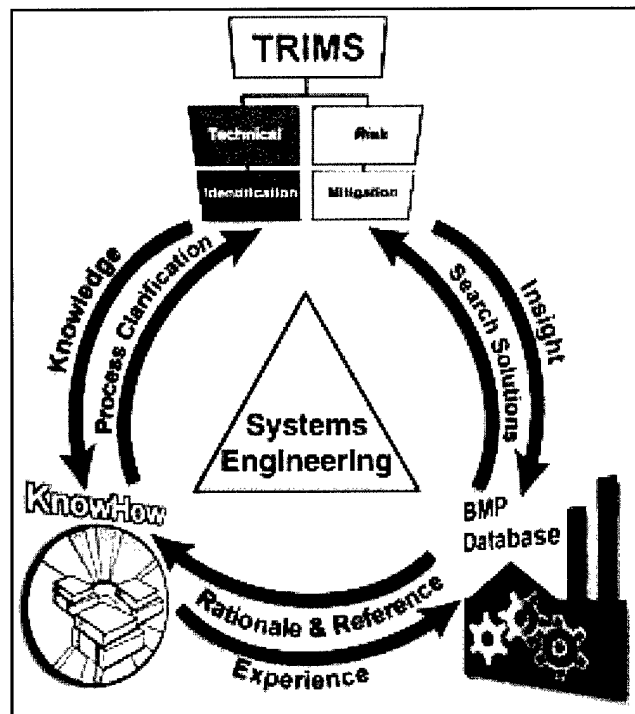 TRIMS
Technical
Risk
Identification
Mitigation
Knowledge
Process Clarification
Search Solutions
Insight
Systems
Engineering
KnowHow
BMP
Database
Rationale & Reference
Experience